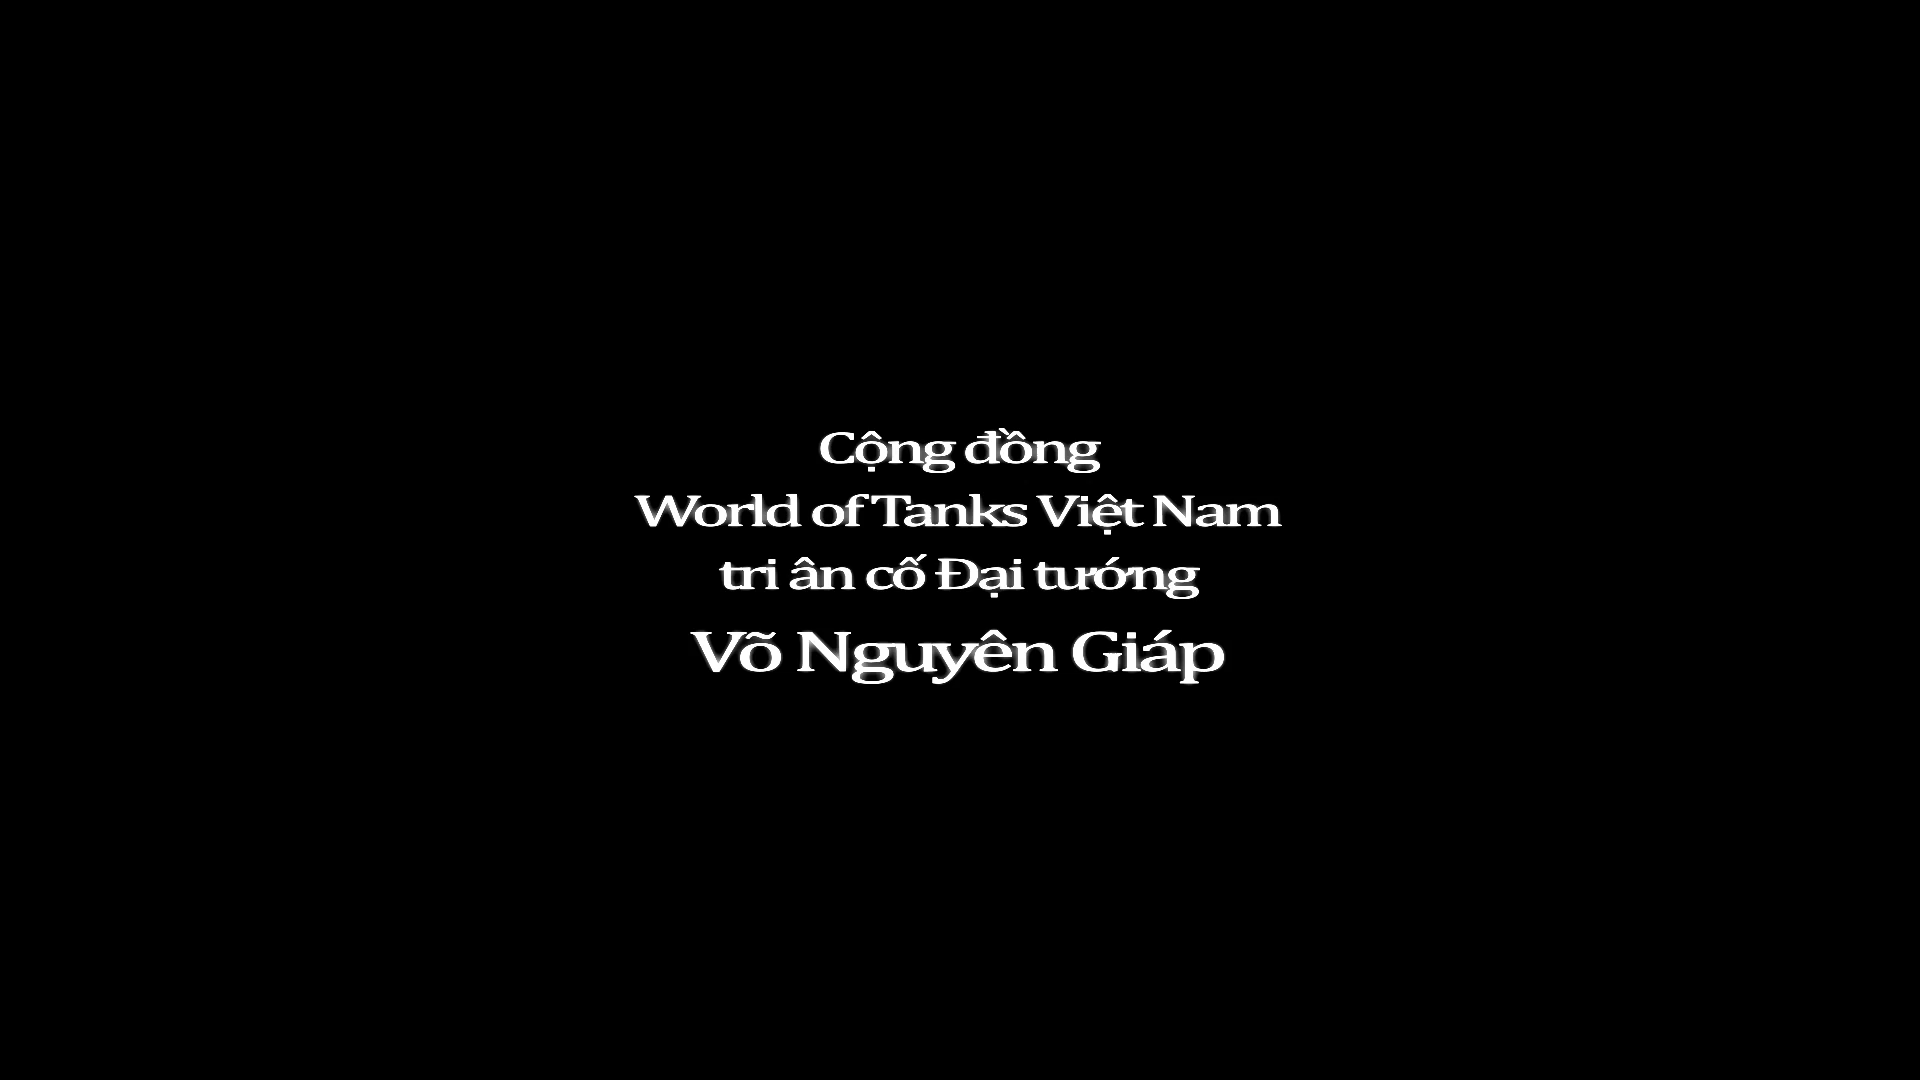 Cộng đồng
World of Tanks Việt Nam
tri ân cố Đại tướng
Võ Nguyên Giáp